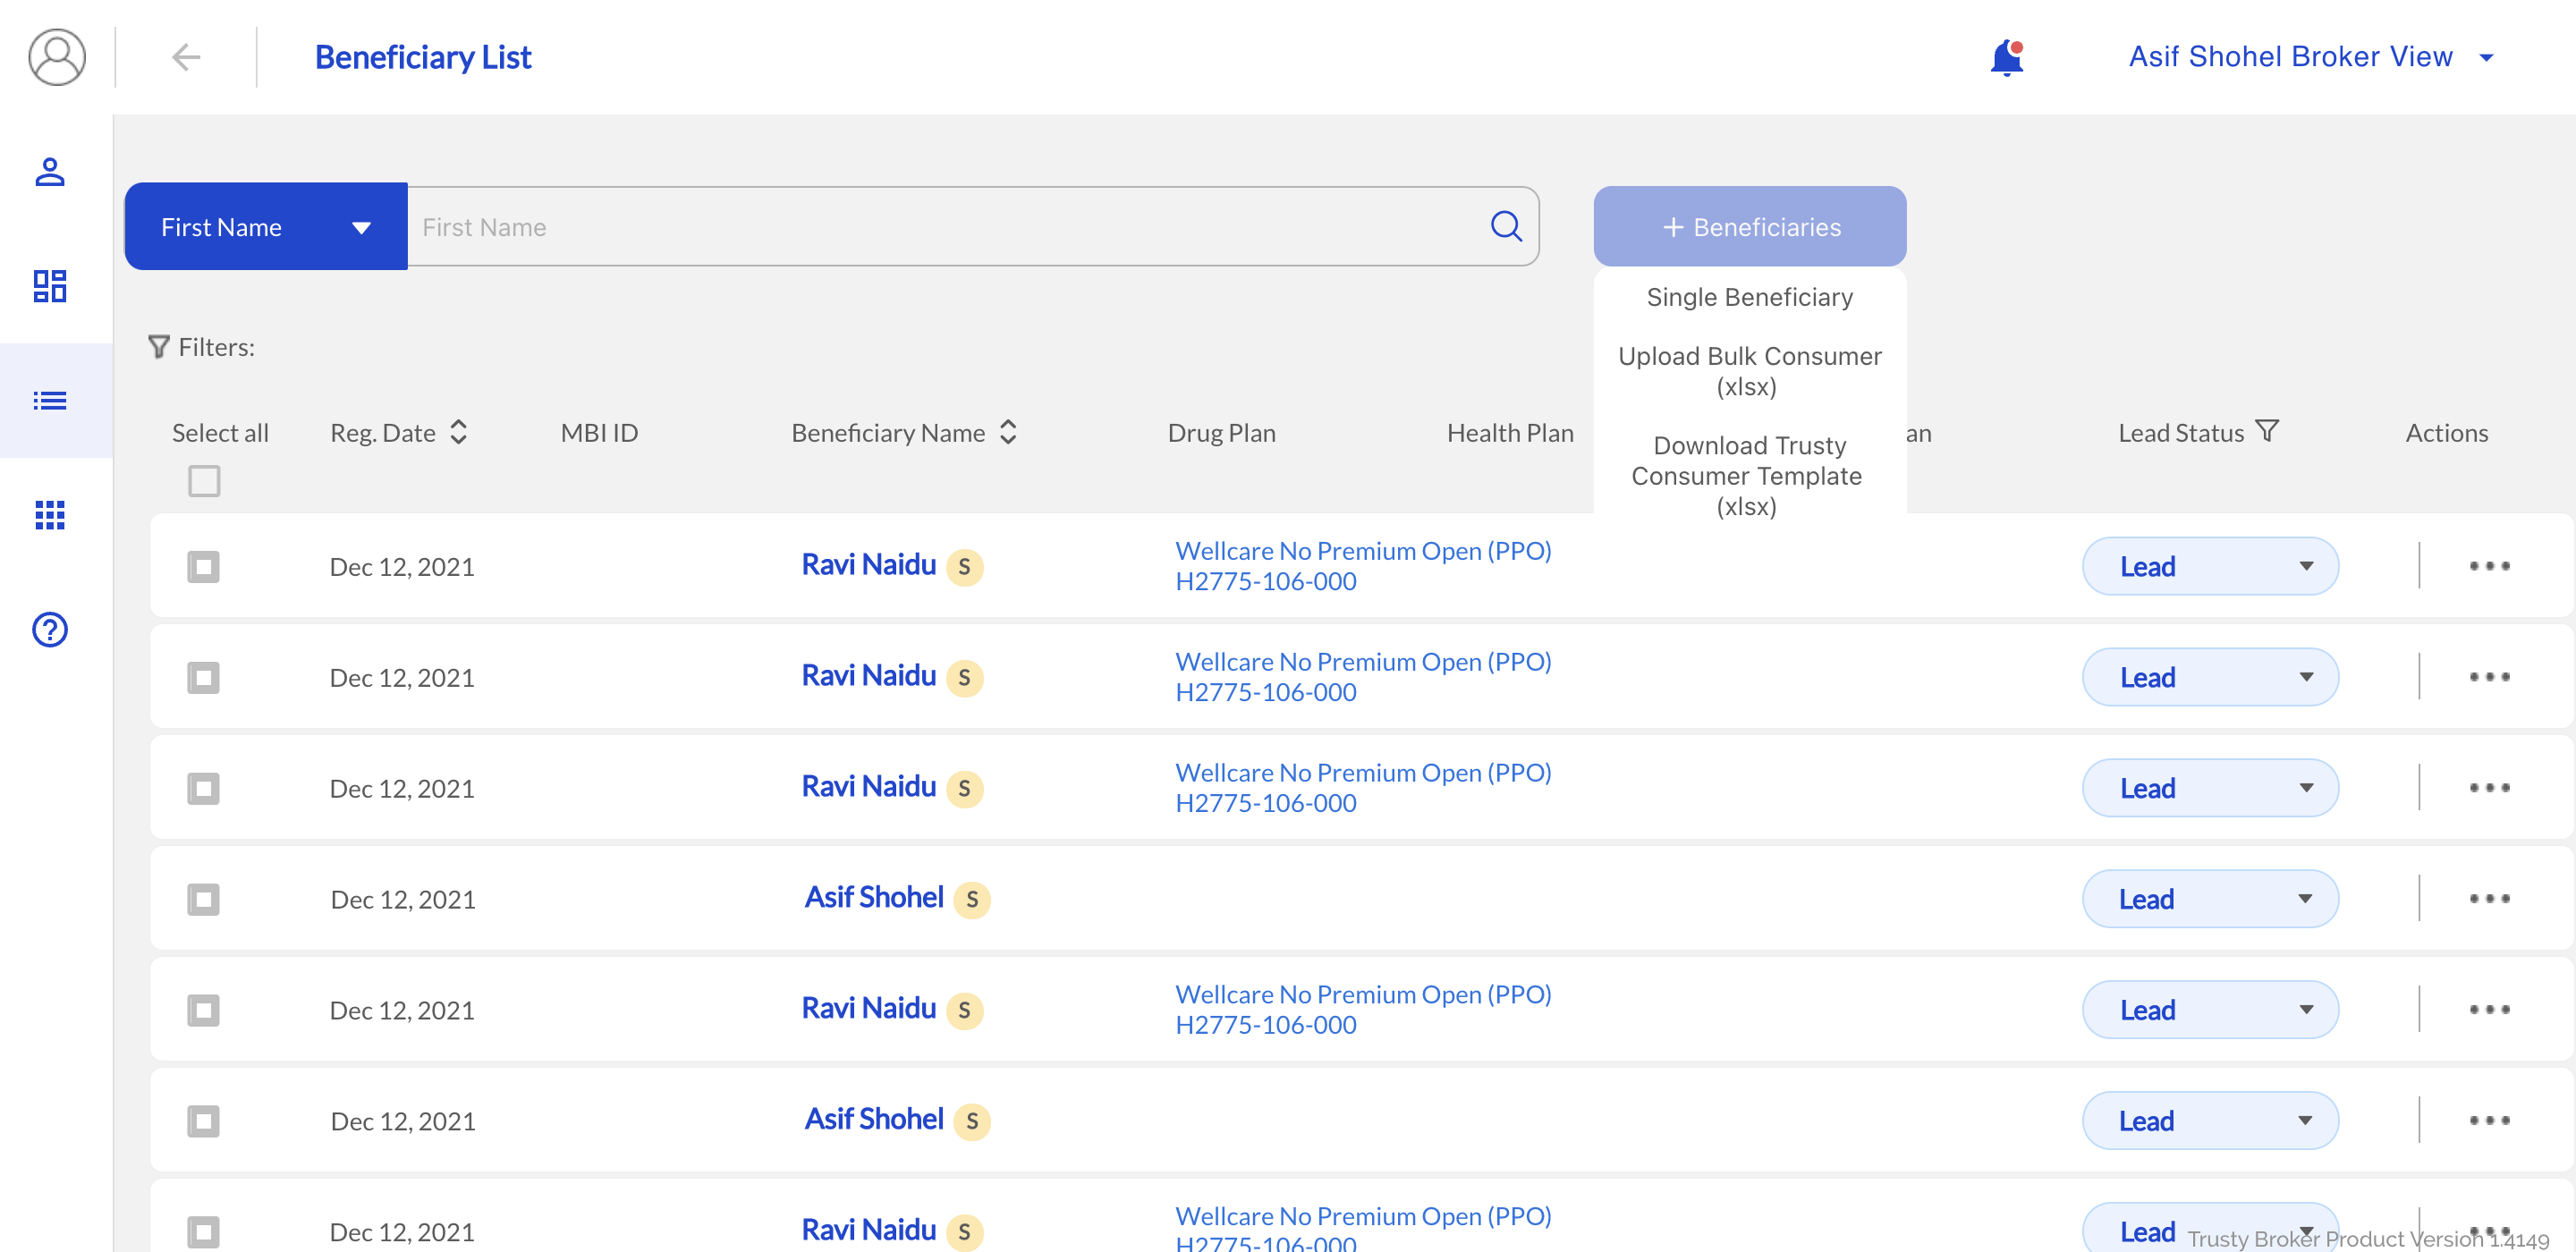 Beneficiary List
Asif Shohel Broker View
First Name
First Name
+ Beneficiaries
Single Beneficiary
Upload Bulk Consumer
(xlsx)
Download Trusty
Consumer Template
(xlsx)
Filters:
Select all
Reg. Date
MBI ID
Beneficiary Name
Drug Plan
Health Plan
an
Lead Status
Actions
Dec 12, 2021
Ravi Naidu S
Wellcare No Premium Open (PPO)
H2775-106-000
Lead
Dec 12, 2021
Ravi Naidu S
Wellcare No Premium Open (PPO)
H2775-106-000
Lead
Dec 12, 2021
Ravi Naidu S
Wellcare No Premium Open (PPO)
H2775-106-000
Lead
Dec 12, 2021
Asif Shohel S
Lead
Dec 12, 2021
Ravi Naidu S
Wellcare No Premium Open (PPO)
H2775-106-000
Lead
Dec 12, 2021
Asif Shohel S
Lead
Dec 12, 2021
Ravi Naidu S
Wellcare No Premium Open (PPO)
H2775-106-000
Lead
Trusty Broker Product Version 1.4149